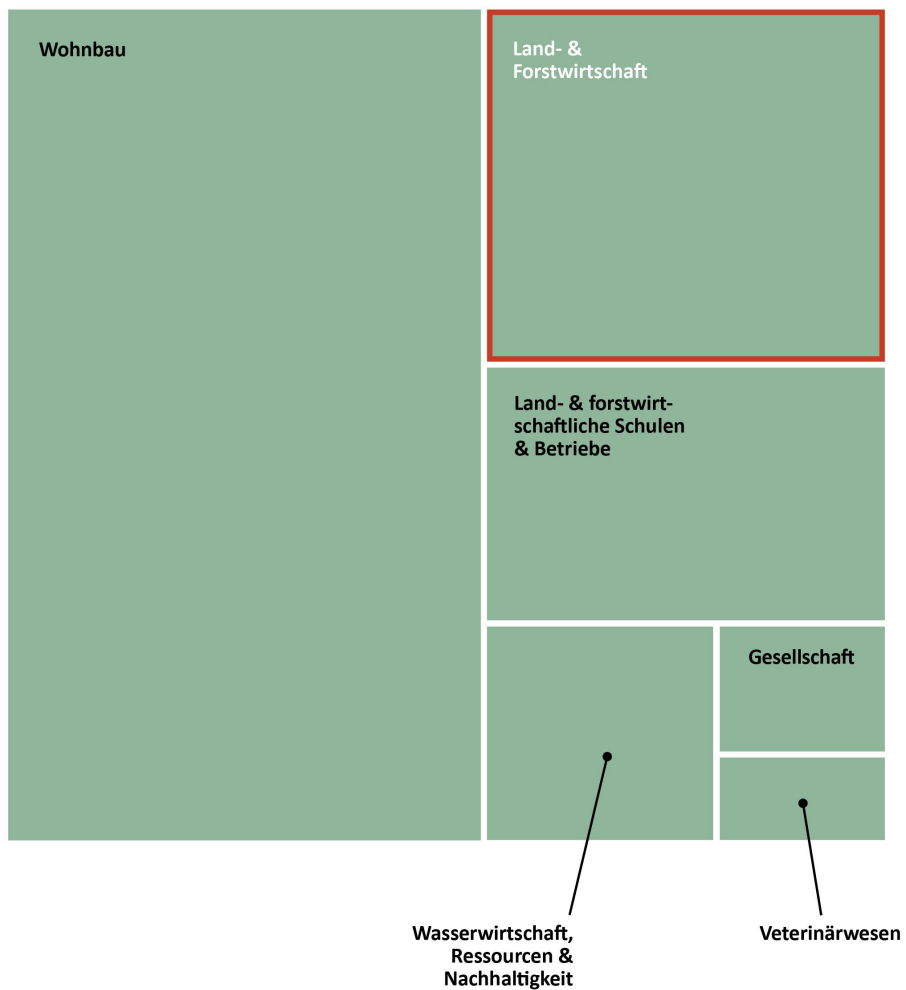 Wohnbau
Land- &
Forstwirtschaft
Land- & forstwirt-
schaftliche Schulen
& Betriebe
Gesellschaft
Wasserwirtschaft,
Ressourcen &
Nachhaltigkeit
Veterinärwesen